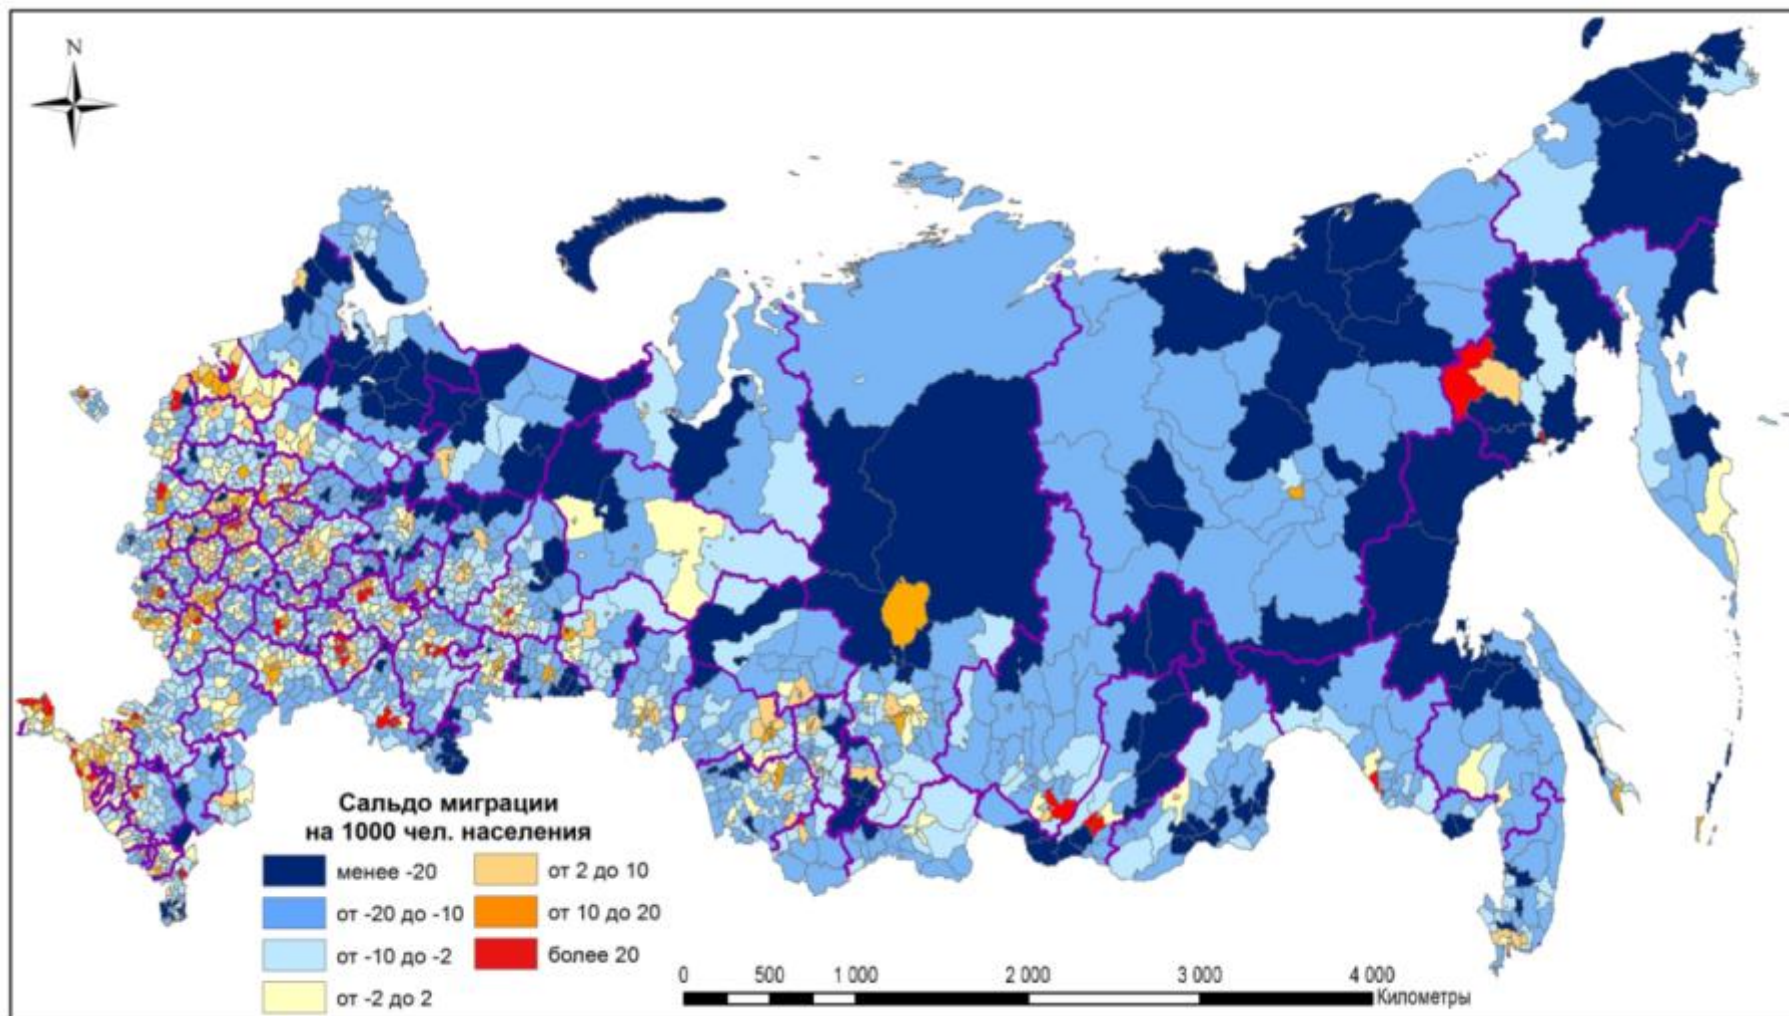 N
Сальдо миграции
на 1000 чел. населения
менее -20
от -20 до -10
от -10 до -2
от -2 до 2
от 2 до 10
от 10 до 20
более 20
0 500 1 000 2 000 3 000 4 000
Километры